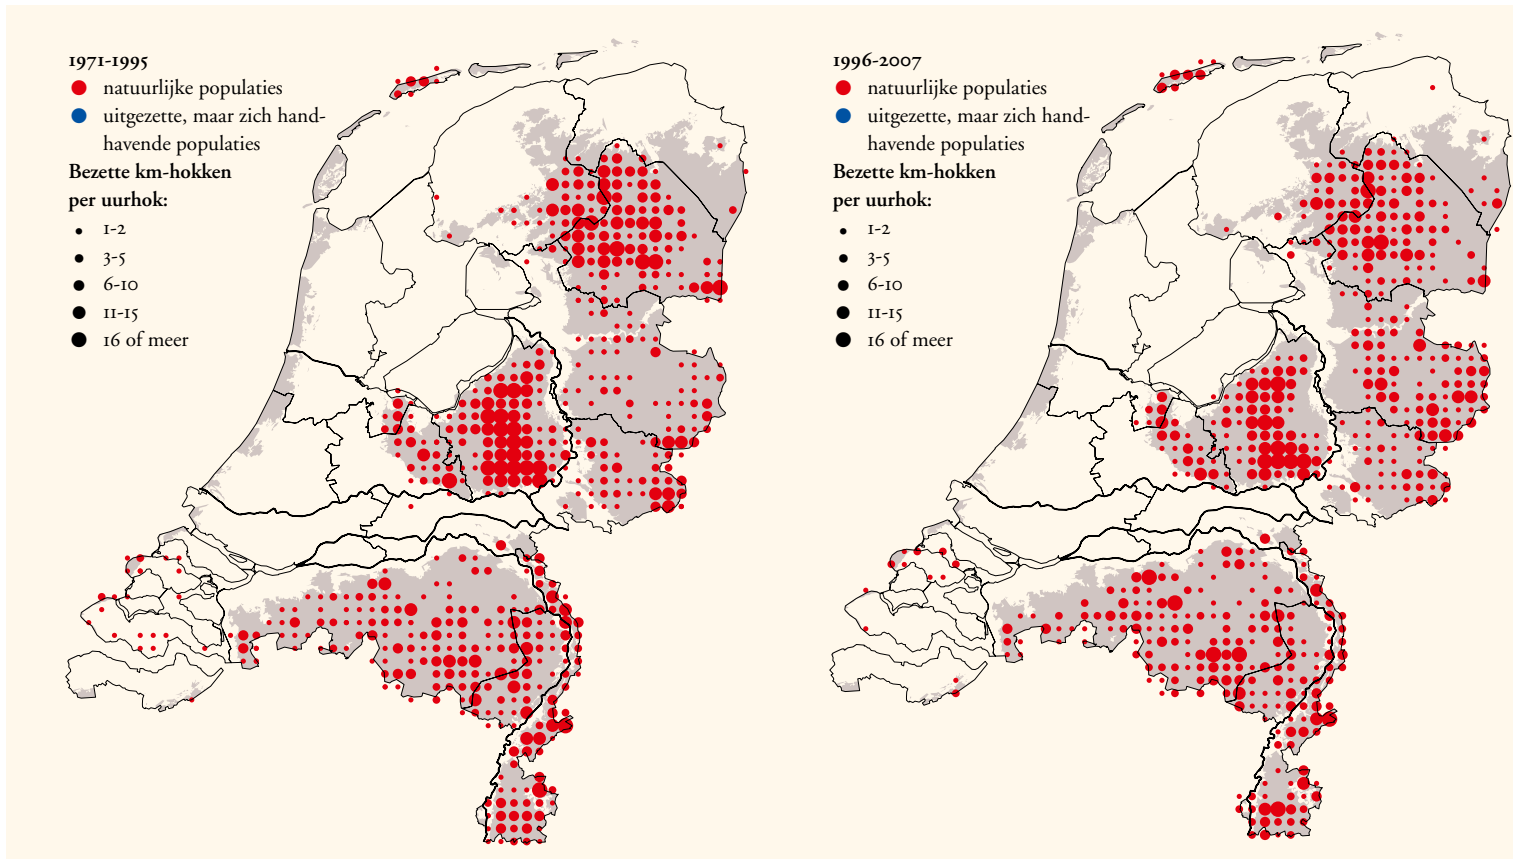 1971-1995
natuurlijke populaties
uitgezette, maar zich hand-
havende populaties
Bezette km-hokken
per uurhok:
1-2
3-5
6-10
11-15
16 of meer
1996-2007
natuurlijke populaties
uitgezette, maar zich hand-
havende populaties
Bezette km-hokken
per uurhok:
1-2
3-5
6-10
11-15
16 of meer